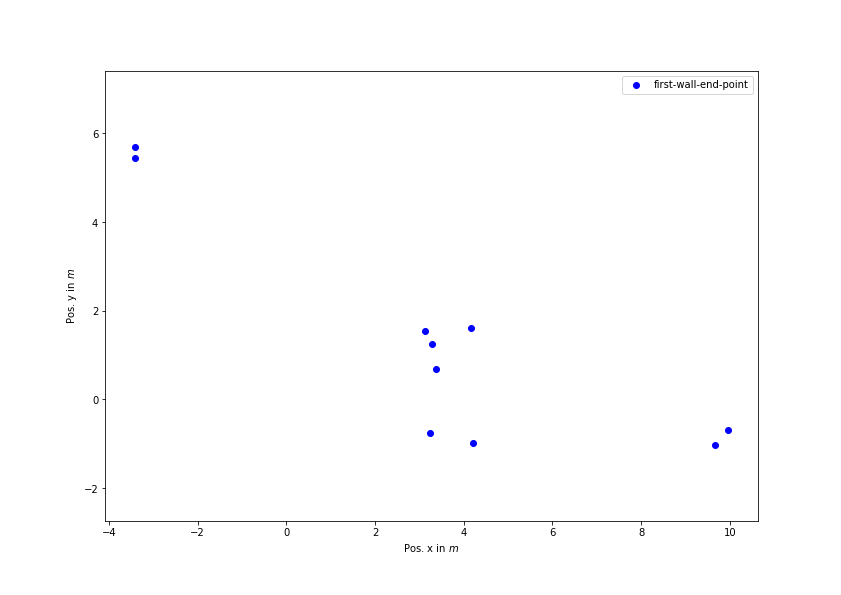 first-wall-end-point
6
4
2
0
−2
Pos. y in m
−4 −2 0 2 4 6 8 10
Pos. x in m